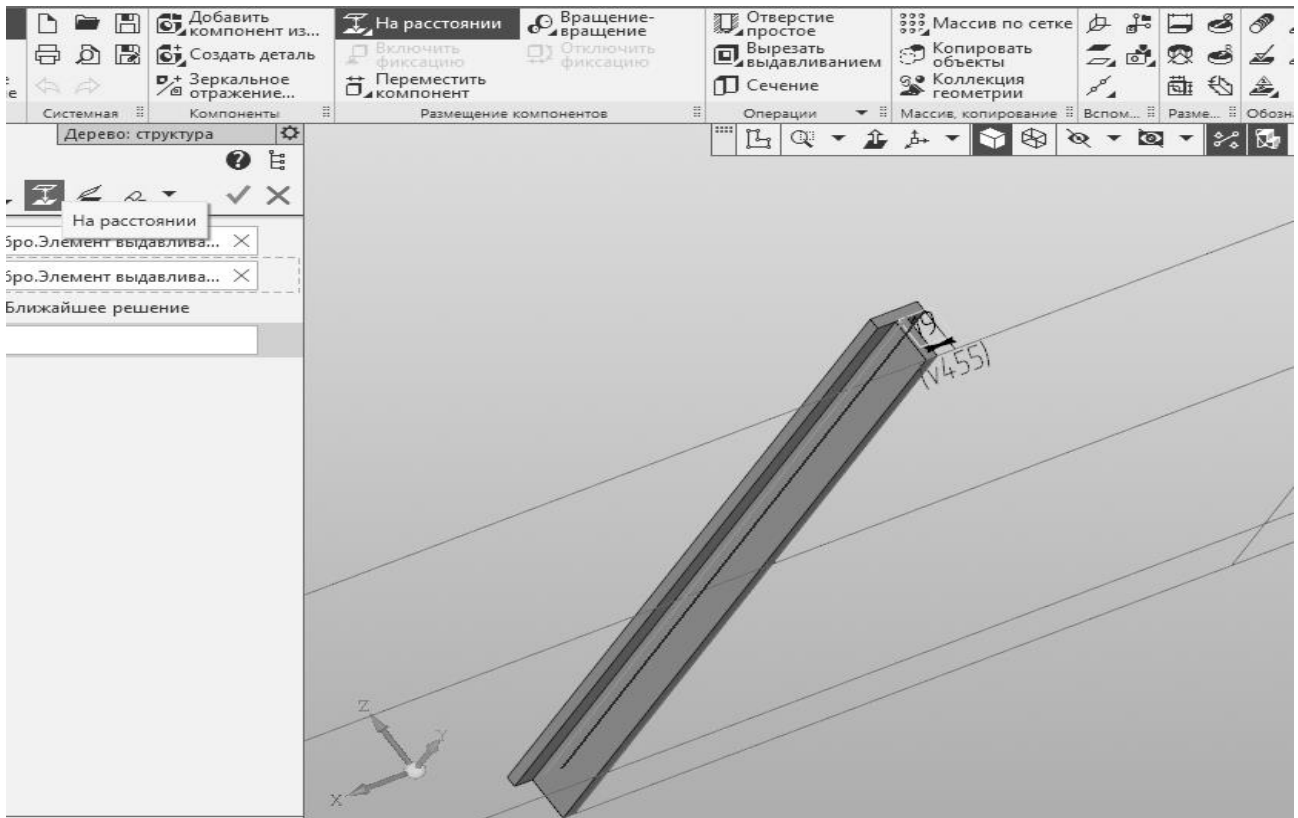 Добавить
компонент из...
На расстоянии
Вращение-
вращение
Отверстие
простое
Массив по сетке
Создать деталь
Включить
фиксацию
Отключить
фиксацию
Вырезать
выдавливанием
Копировать
объекты
е
Зеркальное
отражение...
Переместить
компонент
Сечение
Коллекция
геометрии
Системная
Компоненты
Размещение компонентов
Операции
Массив, копирование
Вспом...
Разме...
Обозн
Дерево: структура
На расстоянии
бро.Элемент выдавлива...
бро.Элемент выдавлива...
Ближайшее решение
(v455)
Z
Y
X